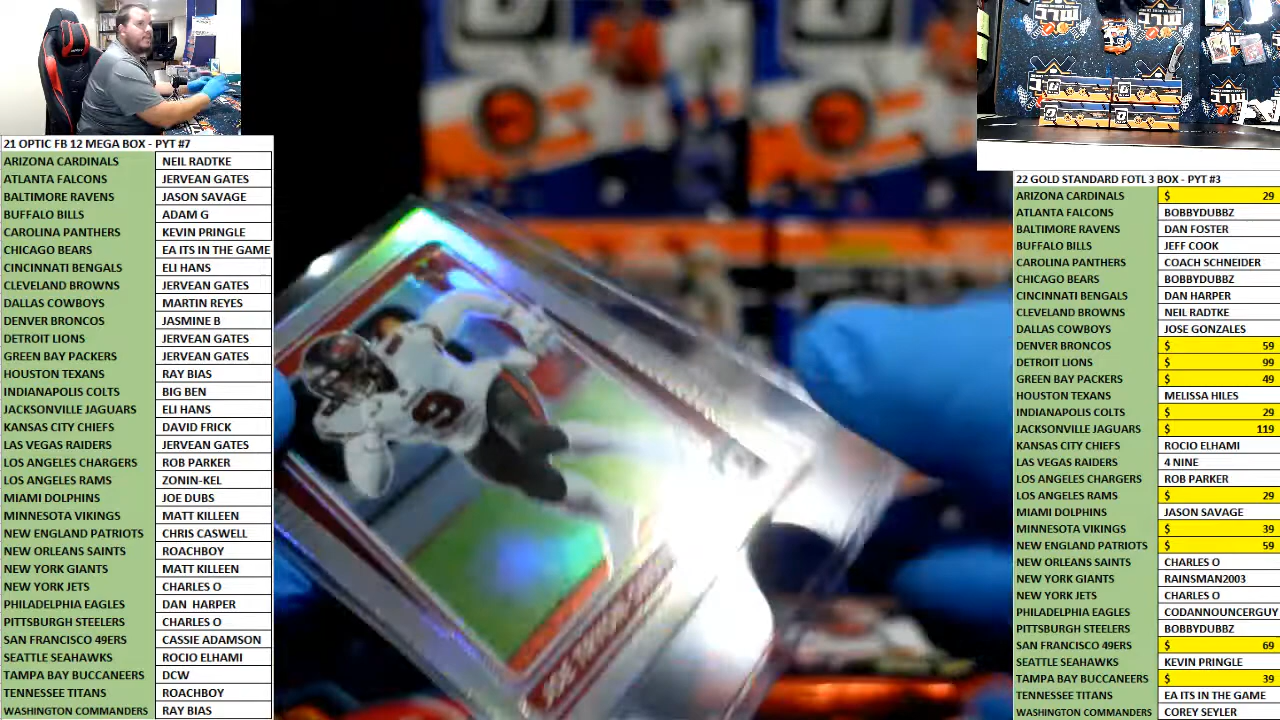 21 OPTIC FB 12 MEGA BOX - PYT #7
ARIZONA CARDINALS NEIL RADTKE
ATLANTA FALCONS JERVEAN GATES
BALTIMORE RAVENS JASON SAVAGE
BUFFALO BILLS ADAM G
CAROLINA PANTHERS KEVIN PRINGLE
CHICAGO BEARS EA ITS IN THE GAME
CINCINNATI BENGALS ELI HANS
CLEVELAND BROWNS JERVEAN GATES
DALLAS COWBOYS MARTIN REYES
DENVER BRONCOS JASMINE B
DETROIT LIONS JERVEAN GATES
GREEN BAY PACKERS JERVEAN GATES
HOUSTON TEXANS RAY BIAS
INDIANAPOLIS COLTS BIG BEN
JACKSONVILLE JAGUARS ELI HANS
KANSAS CITY CHIEFS DAVID FRICK
LAS VEGAS RAIDERS JERVEAN GATES
LOS ANGELES CHARGERS ROB PARKER
LOS ANGELES RAMS ZONIN-KEL
MIAMI DOLPHINS JOE DUBS
MINNESOTA VIKINGS MATT KILLEEN
NEW ENGLAND PATRIOTS CHRIS CASWELL
NEW ORLEANS SAINTS ROACHBOY
NEW YORK GIANTS MATT KILLEEN
NEW YORK JETS CHARLES O
PHILADELPHIA EAGLES DAN HARPER
PITTSBURGH STEELERS CHARLES O
SAN FRANCISCO 49ERS CASSIE ADAMSON
SEATTLE SEAHAWKS ROCIO ELHAMI
TAMPA BAY BUCCANEERS DCW
TENNESSEE TITANS ROACHBOY
WASHINGTON COMMANDERS RAY BIAS
22 GOLD STANDARD FOTL 3 BOX - PYT #3
ARIZONA CARDINALS $ 29
ATLANTA FALCONS BOBBYDUBBZ
BALTIMORE RAVENS DAN FOSTER
BUFFALO BILLS JEFF COOK
CAROLINA PANTHERS COACH SCHNEIDER
CHICAGO BEARS BOBBYDUBBZ
CINCINNATI BENGALS DAN HARPER
CLEVELAND BROWNS NEIL RADTKE
DALLAS COWBOYS JOSE GONZALES
DENVER BRONCOS $ 59
DETROIT LIONS $ 99
GREEN BAY PACKERS $ 49
HOUSTON TEXANS MELISSA HILES
INDIANAPOLIS COLTS $ 29
JACKSONVILLE JAGUARS $ 119
KANSAS CITY CHIEFS ROCIO ELHAMI
LAS VEGAS RAIDERS 4 NINE
LOS ANGELES CHARGERS ROB PARKER
LOS ANGELES RAMS $ 29
MIAMI DOLPHINS JASON SAVAGE
MINNESOTA VIKINGS $ 39
NEW ENGLAND PATRIOTS $ 59
NEW ORLEANS SAINTS CHARLES O
NEW YORK GIANTS RAINSMAN2003
NEW YORK JETS CHARLES O
PHILADELPHIA EAGLES CODANNOUNCERGUY
PITTSBURGH STEELERS BOBBYDUBBZ
SAN FRANCISCO 49ERS $ 69
SEATTLE SEAHAWKS KEVIN PRINGLE
TAMPA BAY BUCCANEERS $ 39
TENNESSEE TITANS EA ITS IN THE GAME
WASHINGTON COMMANDERS COREY SEYLER